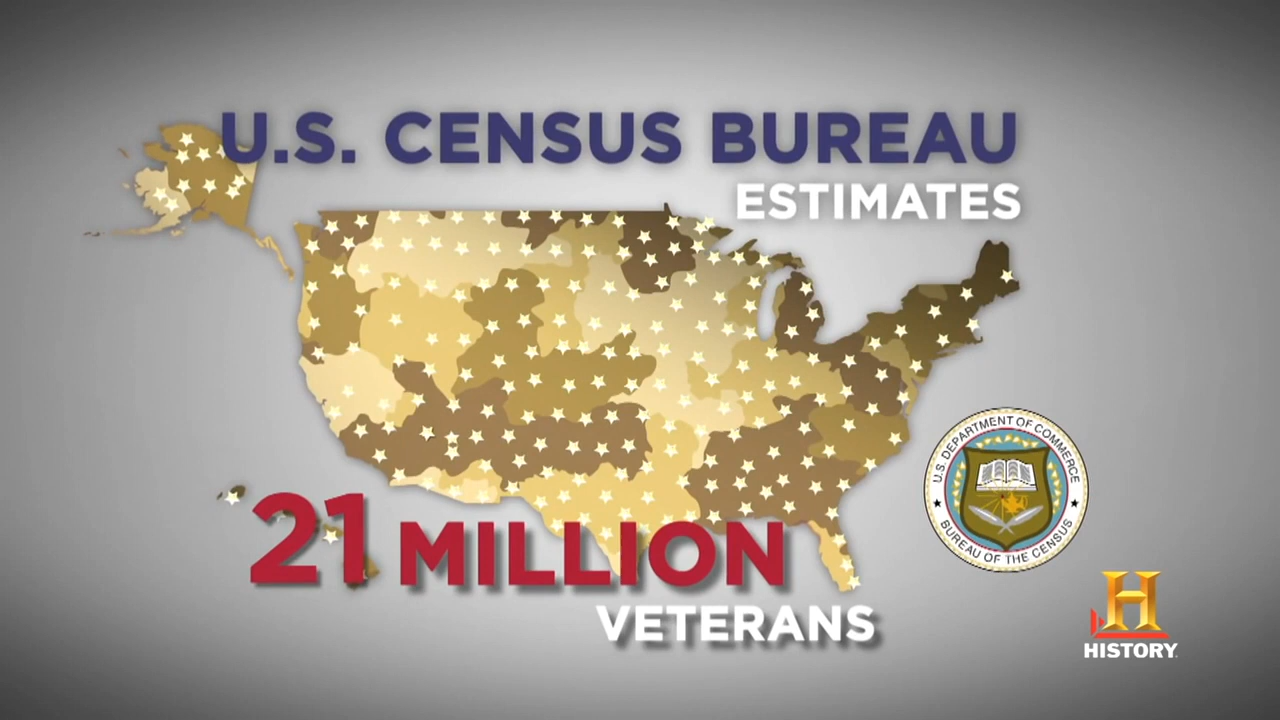 U.S. CENSUS BUREAU
ESTIMATES
21 MILLION
VETERANS
U.S. DEPARTMENT OF COMMERCE
BUREAU OF THE CENSUS
H
HISTORY